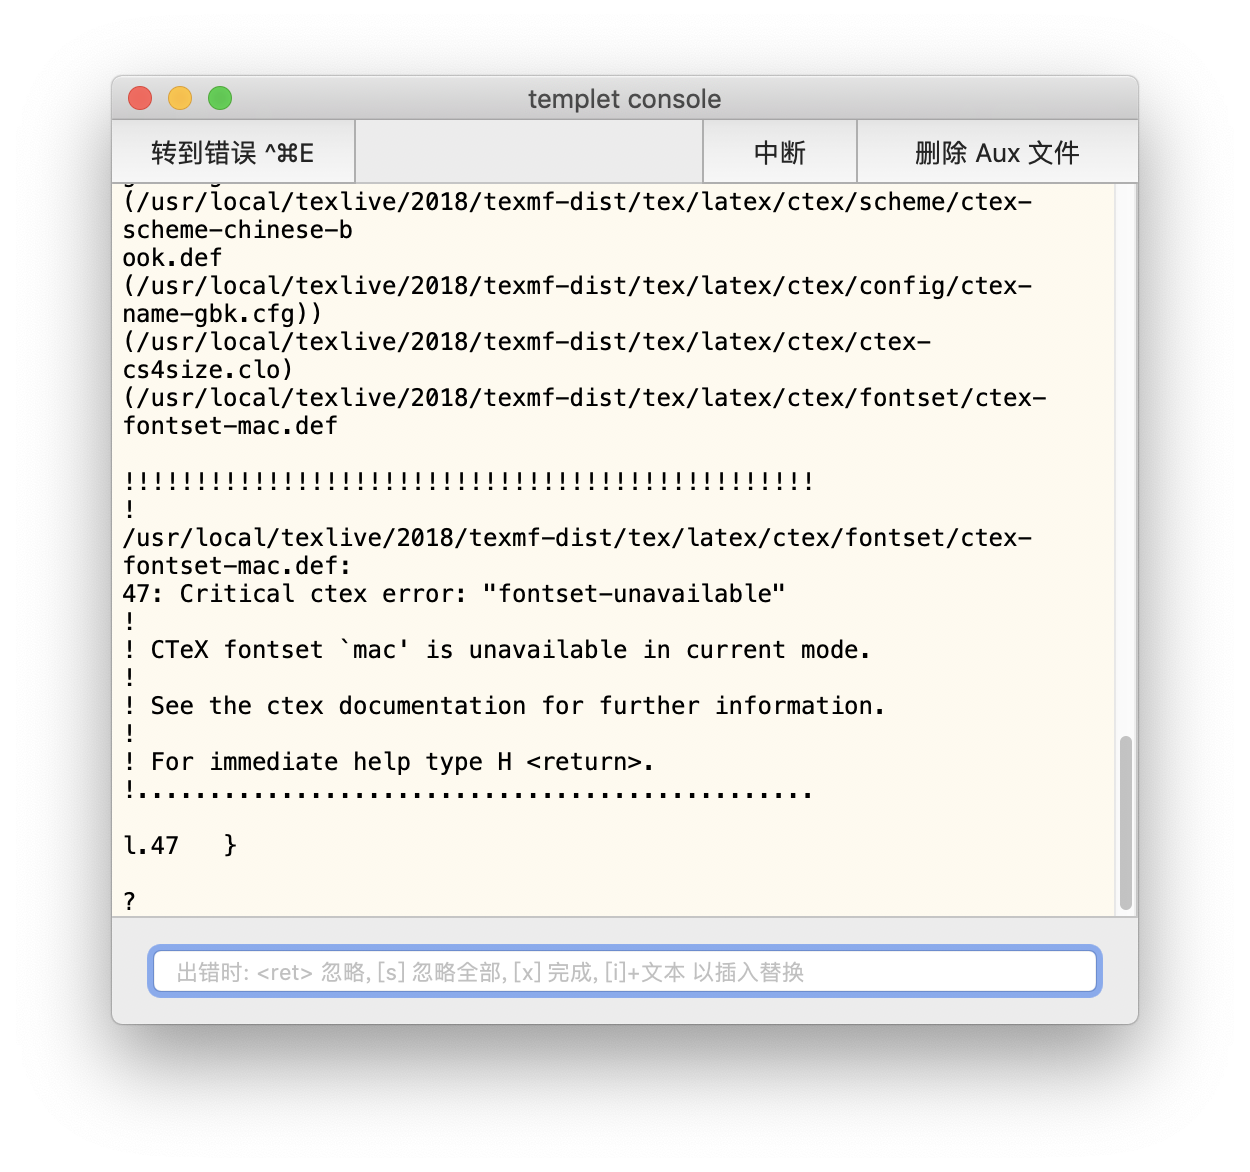 templet console
转到错误 ^⌘E
中断
删除 Aux 文件
(/usr/local/texlive/2018/texmf-dist/tex/latex/ctex/scheme/ctex-
scheme-chinese-b
ook.def
(/usr/local/texlive/2018/texmf-dist/tex/latex/ctex/config/ctex-
name-gbk.cfg))
(/usr/local/texlive/2018/texmf-dist/tex/latex/ctex/ctex-
cs4size.clo)
(/usr/local/texlive/2018/texmf-dist/tex/latex/ctex/fontset/ctex-
fontset-mac.def
!!!!!!!!!!!!!!!!!!!!!!!!!!!!!!!!!!!!!!!!!!!!!!!!
!
/usr/local/texlive/2018/texmf-dist/tex/latex/ctex/fontset/ctex-
fontset-mac.def:
47: Critical ctex error: "fontset-unavailable"
!
! CTeX fontset `mac' is unavailable in current mode.
!
! See the ctex documentation for further information.
!
! For immediate help type H <return>.
!...............................................
l.47   }
?
出错时: <ret> 忽略, [s] 忽略全部, [x] 完成, [i]+文本 以插入替换